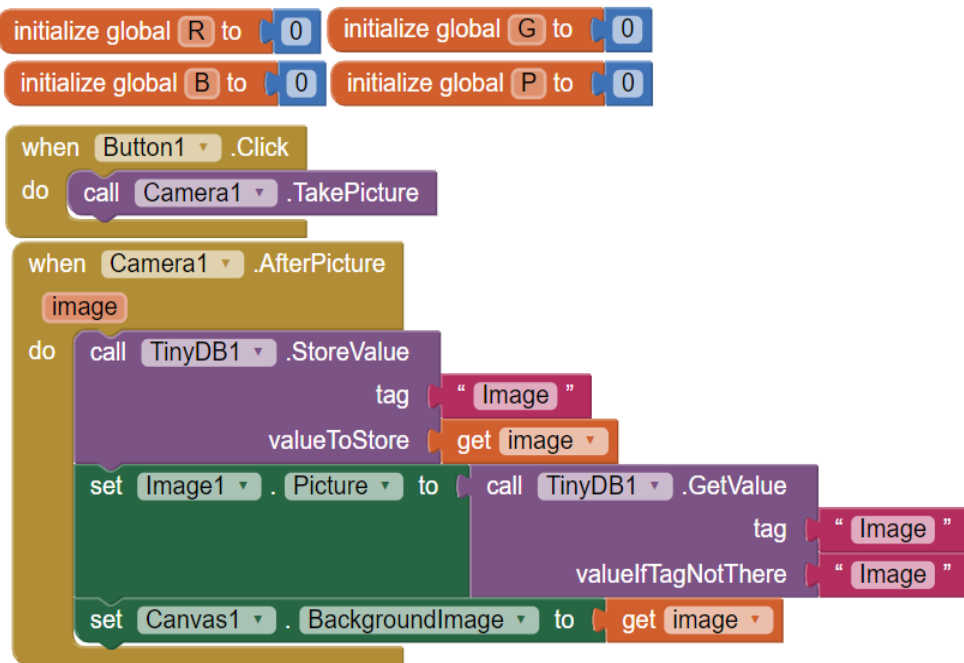 initialize global R to 0 initialize global G to 0
initialize global B to 0 initialize global P to 0
when Button1 .Click
do call Camera1 .TakePicture
when Camera1 .AfterPicture
image
do call TinyDB1 .StoreValue
tag " Image "
valueToStore get image
set Image1 . Picture to call TinyDB1 .GetValue
tag " Image "
valueIfTagNotThere " Image "
set Canvas1 . BackgroundImage to get image